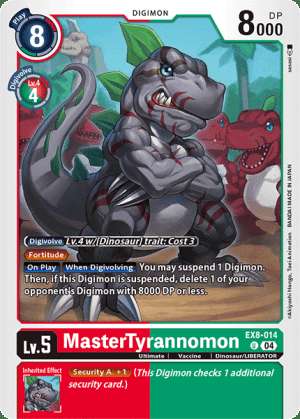 DIGIMON
Play
8
DP
8000
Digivolve
Lv.4
4
Digivolve Lv.4 w/(Dinosaur) trait: Cost 3
Fortitude
On Play When Digivolving You may suspend 1 Digimon.
Then, if this Digimon is suspended, delete 1 of your
opponent's Digimon with 8000 DP or less.
EX8-014
Lv.5 MasterTyrannomon U 04
Ultimate Vaccine Dinosaur/LIBERATOR
Inherited Effect
Security A. +1 (This Digimon checks 1 additional
security card.)